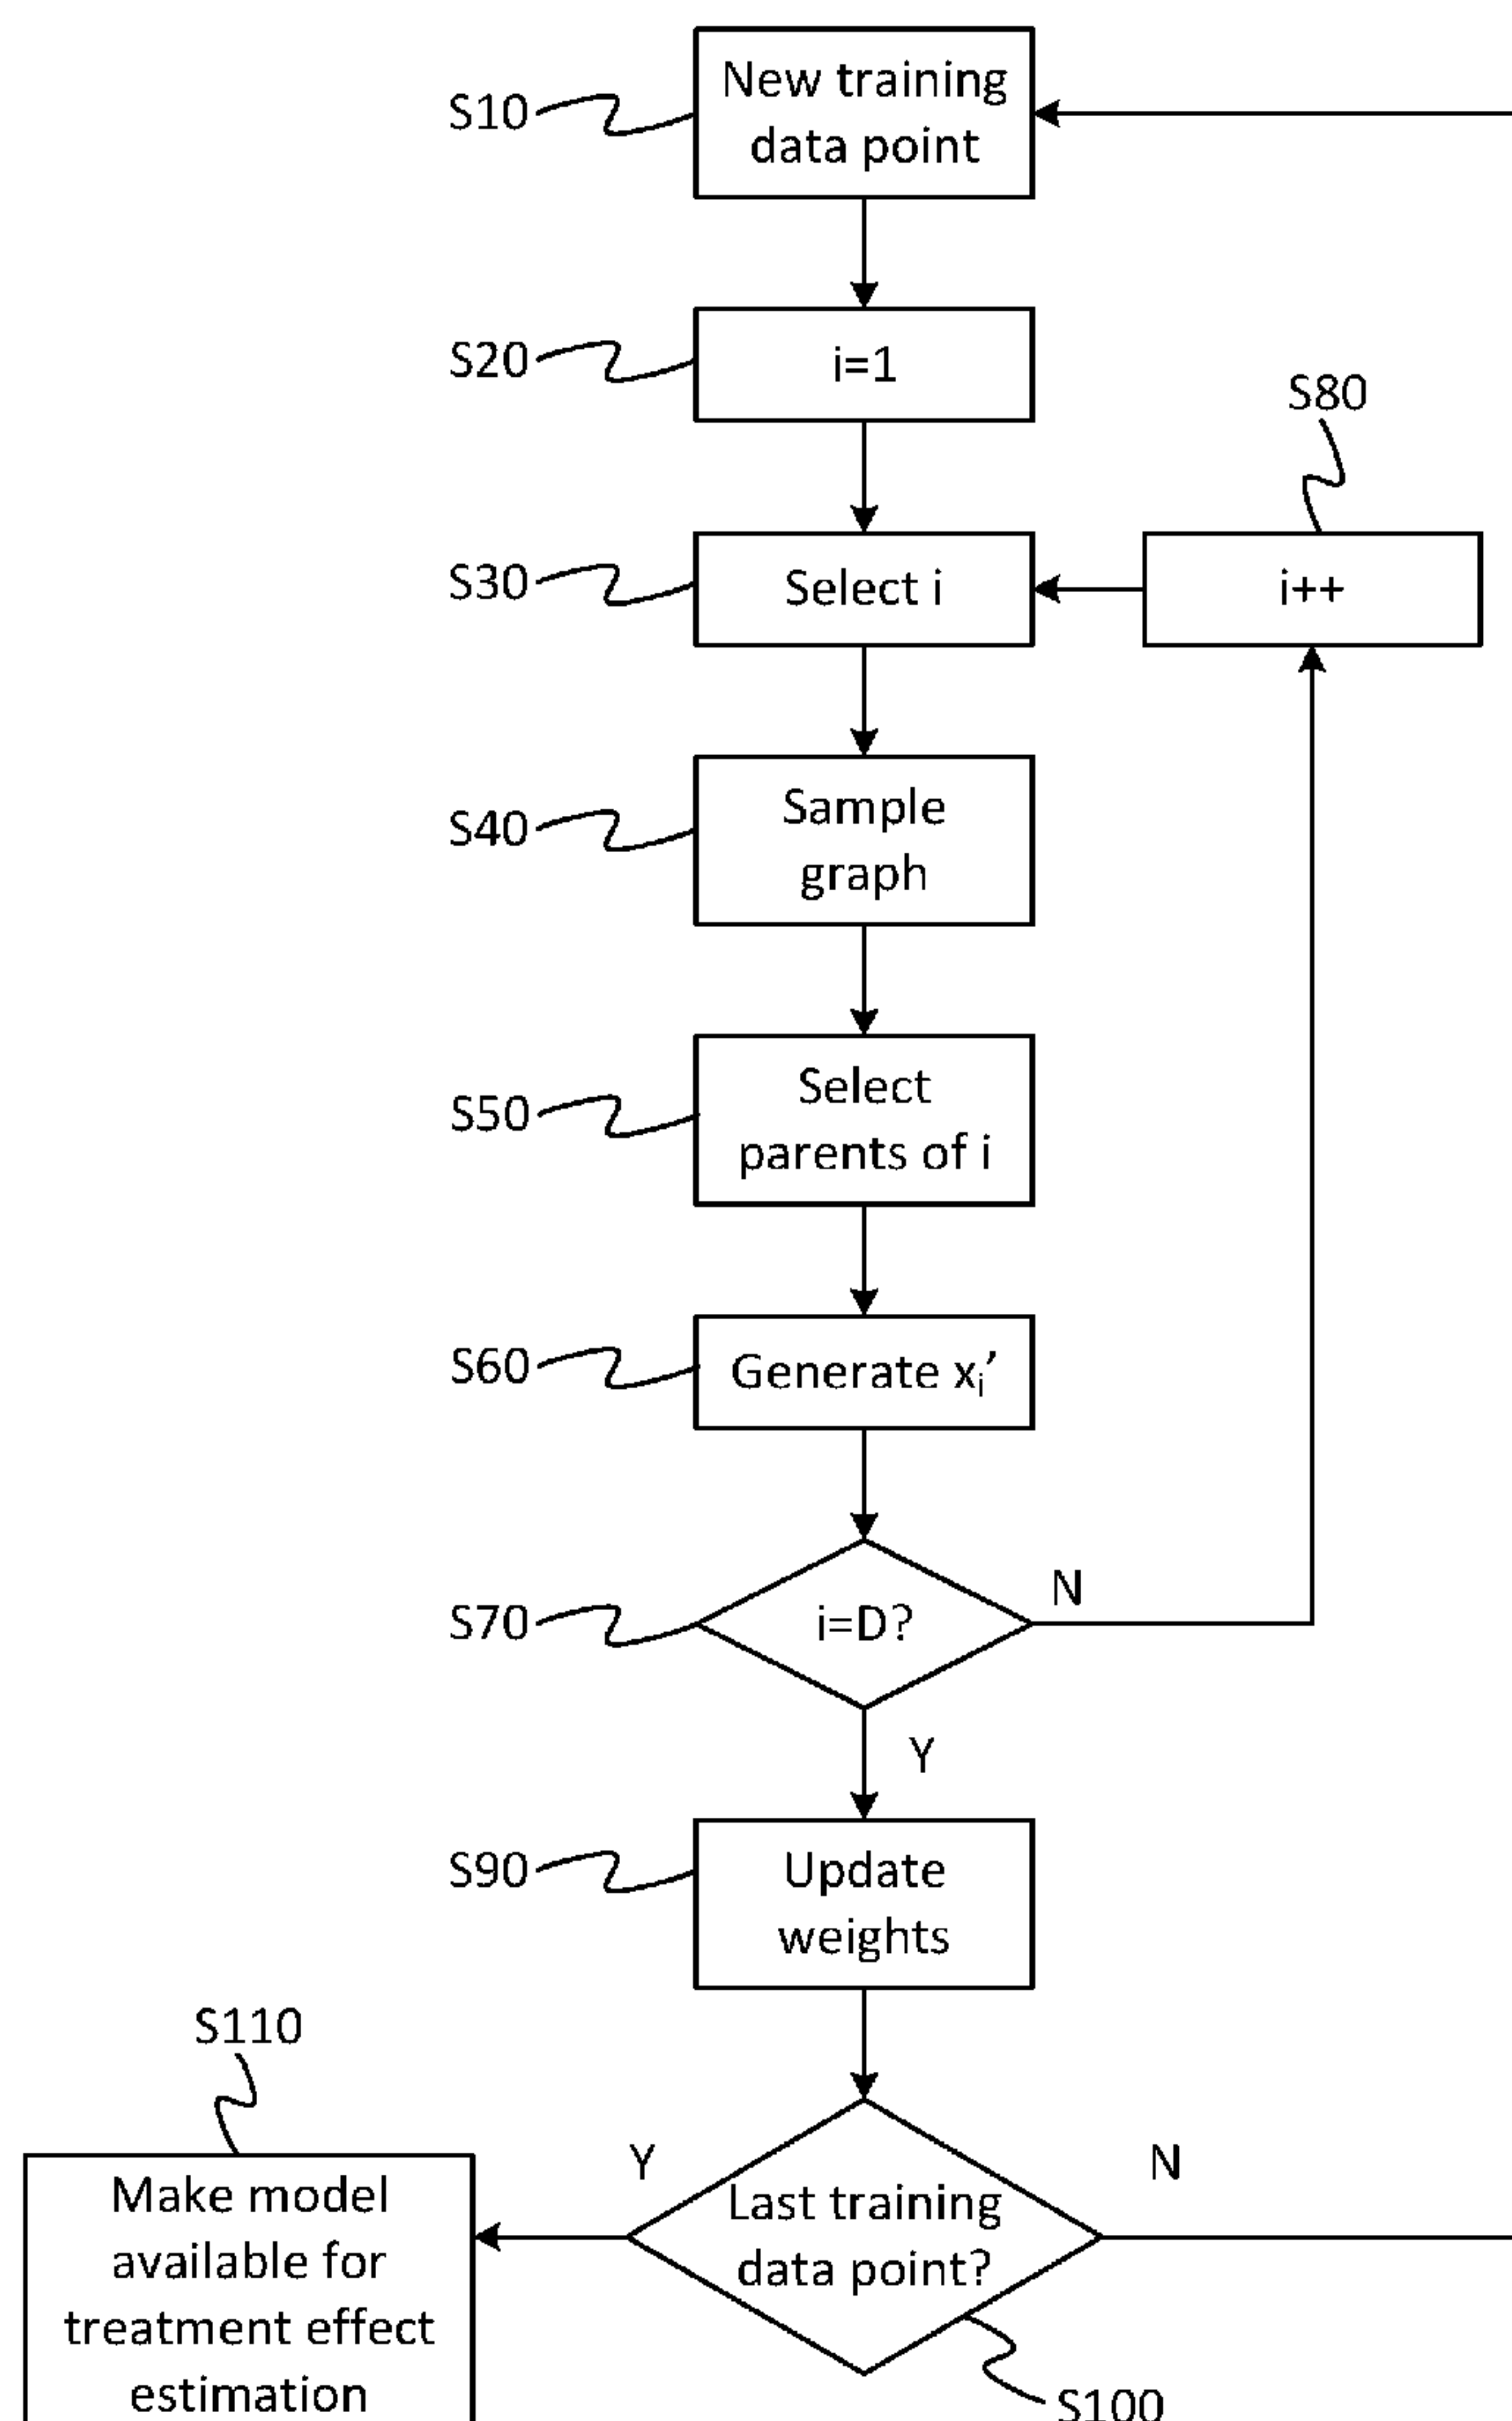 New training
data point
S10
i=1
S20
S80
Select i
S30
i++
Sample
graph
S40
Select
parents of i
S50
Generate xᵢ’
S60
i=D?
S70
N
Y
Update
weights
S90
S110
Y
N
Last training
data point?
Make model
available for
treatment effect
estimation
S100